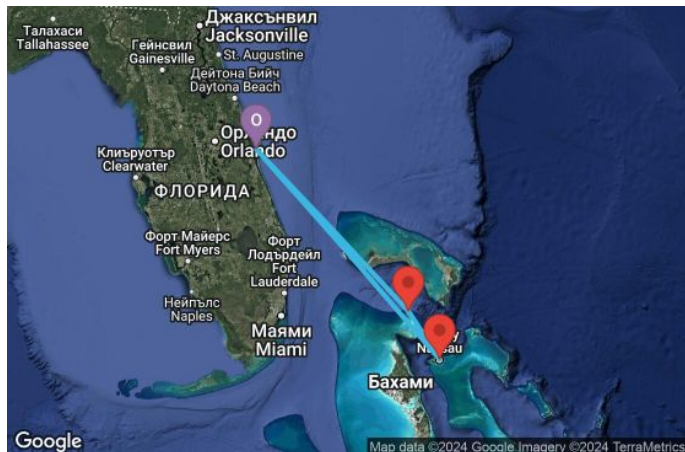 Талахаси
Tallahassee
Джаксънвил
Jacksonville
Гейнсвил
Gainesville
St. Augustine
Дейтона Бийч
Daytona Beach
O
Орландо
Orlando
Клиъруотър
Clearwater
ФЛОРИДА
Форт Майерс
Fort Myers
Форт
Лодърдейл
Fort
Lauderdale
Нейпълс
Naples
Маями
Miami
Nassau
Бахами
Google
Map data ©2024 Google Imagery ©2024 TerraMetrics